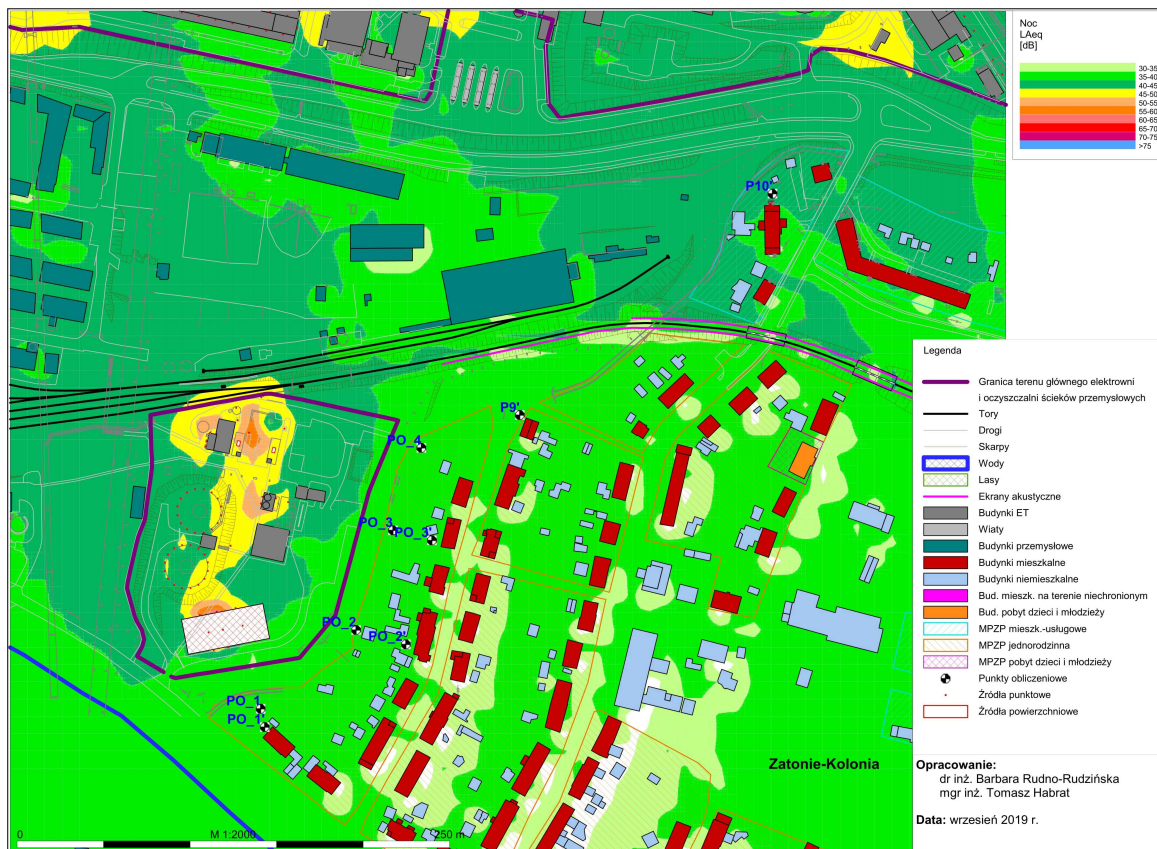 Noc
LAeq
[dB]
30-35
35-40
40-45
45-50
50-55
55-60
60-65
65-70
70-75
>75
P10'
P9'
PO_4
PO_3
PO_3'
PO_2
PO_2'
PO_1
PO_1'
Zatonie-Kolonia
0
M 1:2000
250 m
Legenda
Granica terenu głównego elektrowni
i oczyszczalni ścieków przemysłowych
Tory
Drogi
Skarpy
Wody
Lasy
Ekrany akustyczne
Budynki ET
Wiaty
Budynki przemysłowe
Budynki mieszkalne
Budynki niemieszkalne
Bud. mieszk. na terenie niechronionym
Bud. pobyt dzieci i młodzieży
MPZP mieszk.-usługowe
MPZP jednorodzinna
MPZP pobyt dzieci i młodzieży
Punkty obliczeniowe
Źródła punktowe
Źródła powierzchniowe
Opracowanie:
dr inż. Barbara Rudno-Rudzińska
mgr inż. Tomasz Habrat
Data: wrzesień 2019 r.